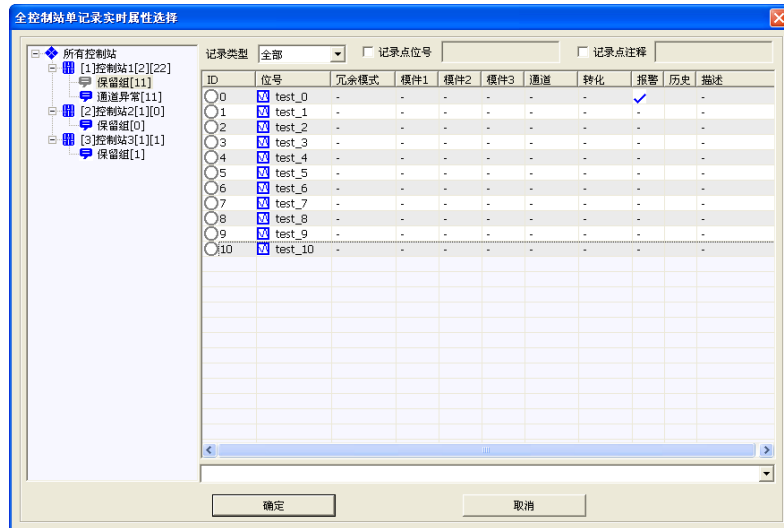 全控制站单记录实时属性选择
所有控制站
[1]控制站1[2][22]
保留组[11]
通道异常[11]
[2]控制站2[1][0]
保留组[0]
[3]控制站3[1][1]
保留组[1]
记录类型 全部 记录点位号 记录点注释
ID 位号 冗余模式 模件1 模件2 模件3 通道 转化 报警 历史 描述
0 test_0 - - - - - - -
1 test_1 - - - - - - - -
2 test_2 - - - - - - - -
3 test_3 - - - - - - - -
4 test_4 - - - - - - - -
5 test_5 - - - - - - - -
6 test_6 - - - - - - - -
7 test_7 - - - - - - - -
8 test_8 - - - - - - - -
9 test_9 - - - - - - - -
10 test_10 - - - - - - - -
确定 取消